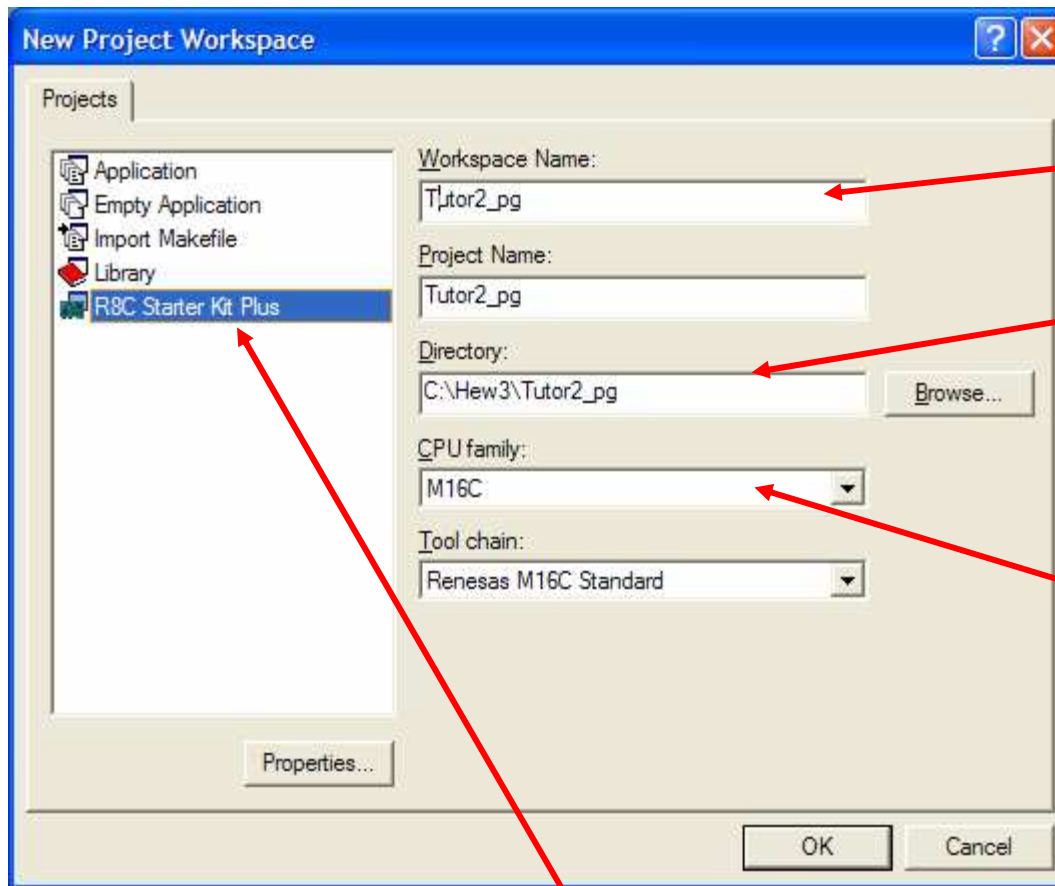 New Project Workspace
Projects
Application
Empty Application
Import Makefile
Library
R8C Starter Kit Plus
Properties...
Workspace Name:
Tutor2_pg
Project Name:
Tutor2_pg
Directory:
C:\Hew3\Tutor2_pg
Browse...
CPU family:
M16C
Tool chain:
Renesas M16C Standard
OK
Cancel